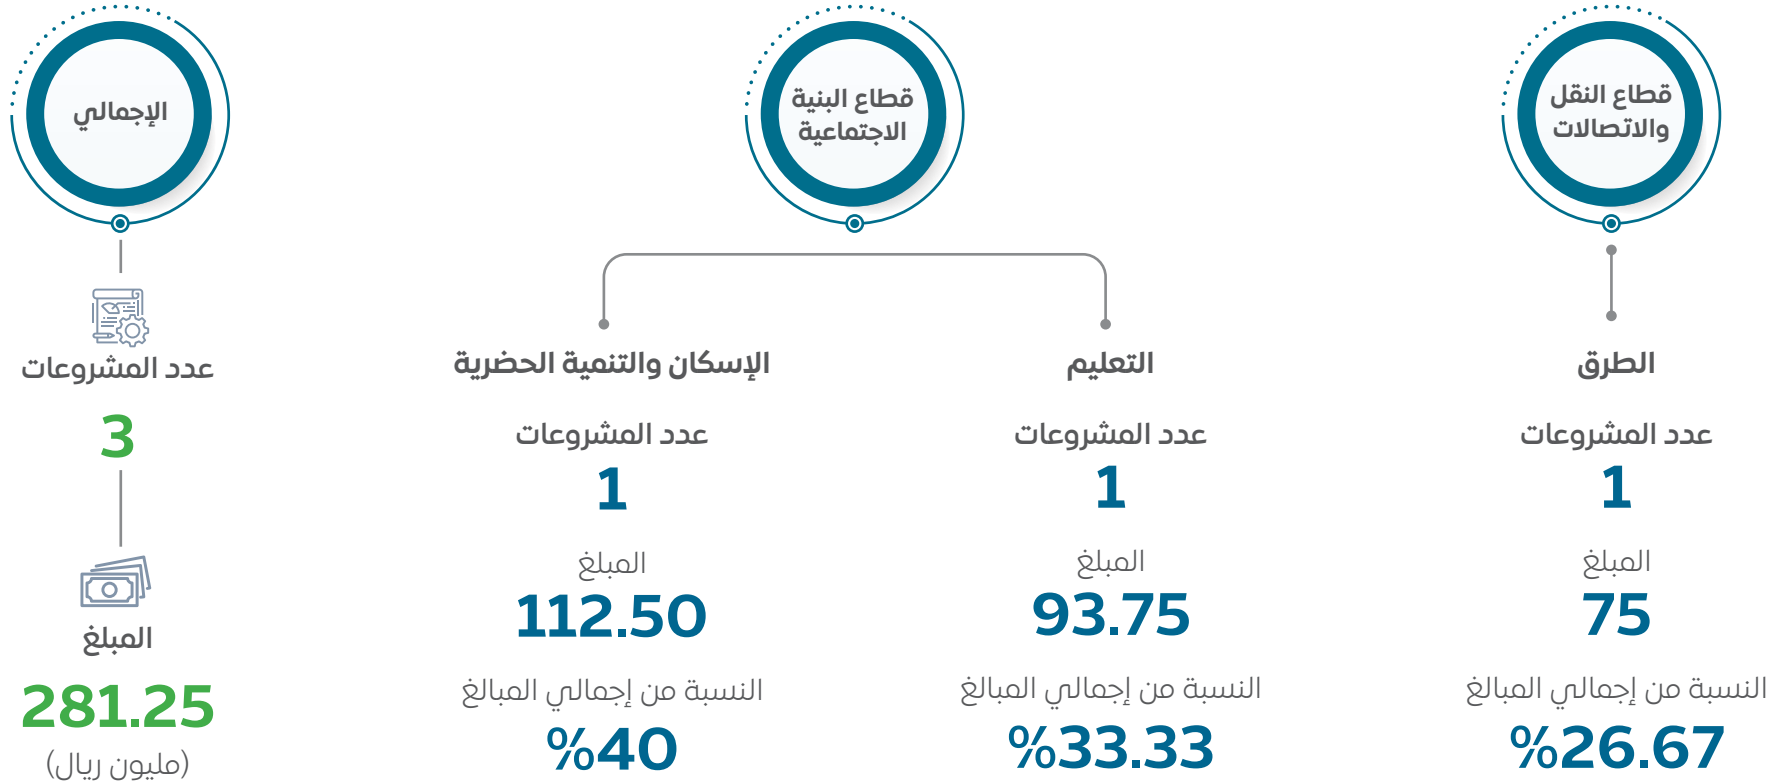 قطاع النقل
والاتصالات
الطرق
عدد المشروعات
1
المبلغ
75
النسبة من إجمالي المبالغ
%26.67
قطاع البنية
الاجتماعية
التعليم
عدد المشروعات
1
المبلغ
93.75
النسبة من إجمالي المبالغ
%33.33
الإسكان والتنمية الحضرية
عدد المشروعات
1
المبلغ
112.50
النسبة من إجمالي المبالغ
%40
الإجمالي
عدد المشروعات
3
المبلغ
281.25
(مليون ريال)